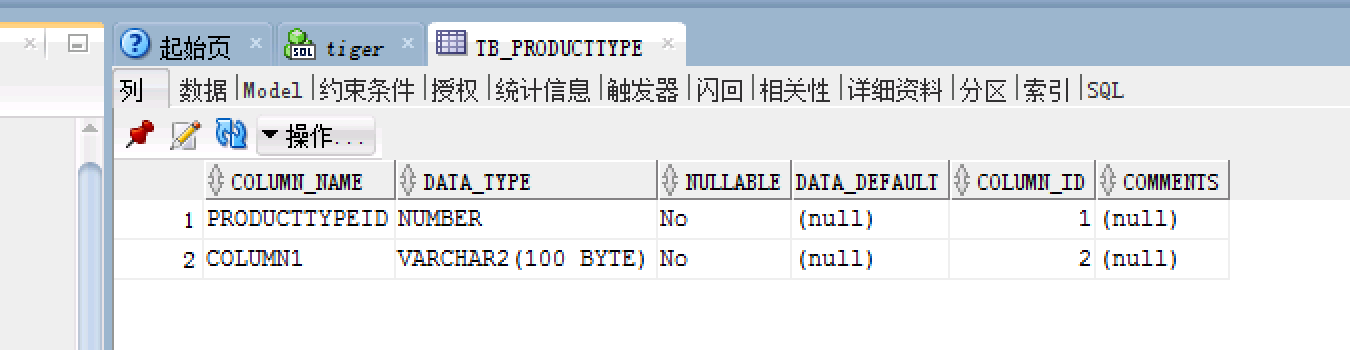 起始页 tiger TB_PRODUCTTYPE
列 数据 Model 约束条件 授权 统计信息 触发器 闪回 相关性 详细资料 分区 索引 SQL
操作...
COLUMN_NAME DATA_TYPE NULLABLE DATA_DEFAULT COLUMN_ID COMMENTS
1 PRODUCTTYPEID NUMBER No (null) 1 (null)
2 COLUMN1 VARCHAR2(100 BYTE) No (null) 2 (null)